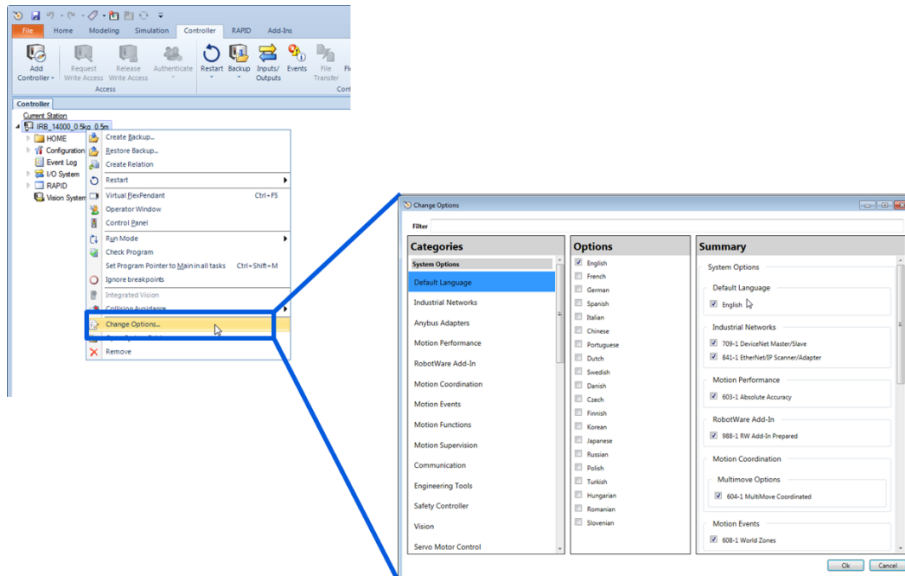 File Home Modeling Simulation Controller RAPID Add-Ins
Add Controller
Request Write Access
Release Write Access
Authenticate
Restart
Backup
Inputs/ Outputs
Events
File Transfer
Access
Controller
Current Station
IRB_14000_0.5kg_0.5m
HOME
Configuration
Event Log
I/O System
RAPID
Vision System
Create Backup...
Restore Backup...
Create Relation
Restart
Virtual FlexPendant Ctrl+F5
Operator Window
Control Panel
Run Mode
Check Program
Set Program Pointer to Main in all tasks Ctrl+Shift+M
Ignore breakpoints
Integrated Vision
Collision Avoidance
Change Options...
Remove
Change Options
Filter
Categories
System Options
Default Language
Industrial Networks
Anybus Adapters
Motion Performance
RobotWare Add-In
Motion Coordination
Motion Events
Motion Functions
Motion Supervision
Communication
Engineering Tools
Safety Controller
Vision
Servo Motor Control
Options
English
French
German
Spanish
Italian
Chinese
Portuguese
Dutch
Swedish
Danish
Czech
Finnish
Korean
Japanese
Russian
Polish
Turkish
Hungarian
Romanian
Slovenian
Summary
System Options
Default Language
English
Industrial Networks
709-1 DeviceNet Master/Slave
841-1 EtherNet/IP Scanner/Adapter
Motion Performance
603-1 Absolute Accuracy
RobotWare Add-In
988-1 RW Add-In Prepared
Motion Coordination
Multimove Options
604-1 MultiMove Coordinated
Motion Events
608-1 World Zones
Ok Cancel